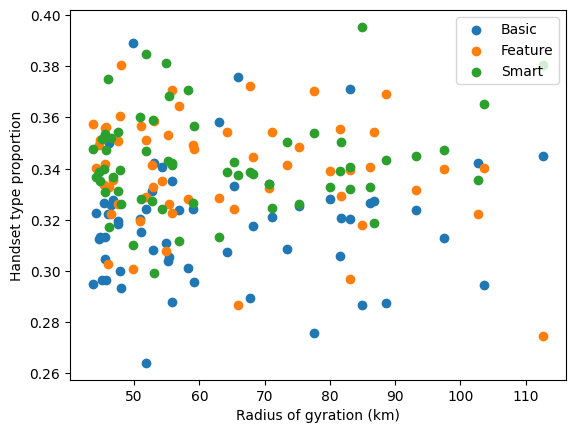 0.40
0.38
0.36
0.34
0.32
0.30
0.28
0.26
Handset type proportion
Basic
Feature
Smart
50 60 70 80 90 100 110
Radius of gyration (km)